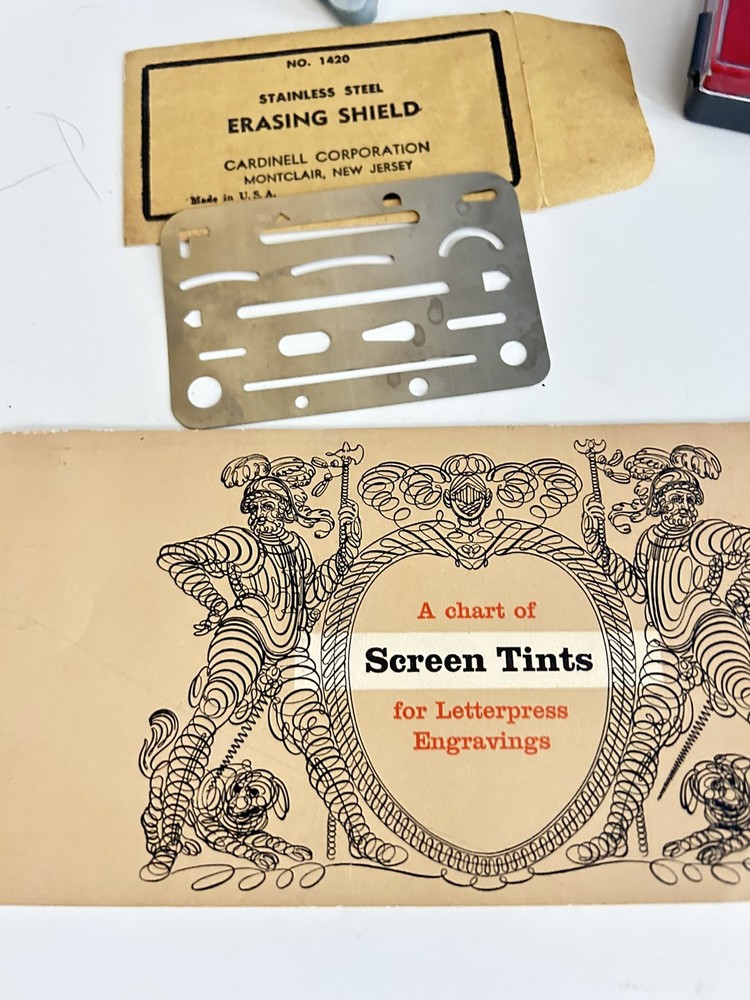 NO. 1420
STAINLESS STEEL
ERASING SHIELD
CARDINELL CORPORATION
MONTCLAIR, NEW JERSEY
Made in U.S.A.
A chart of
Screen Tints
for Letterpress
Engravings